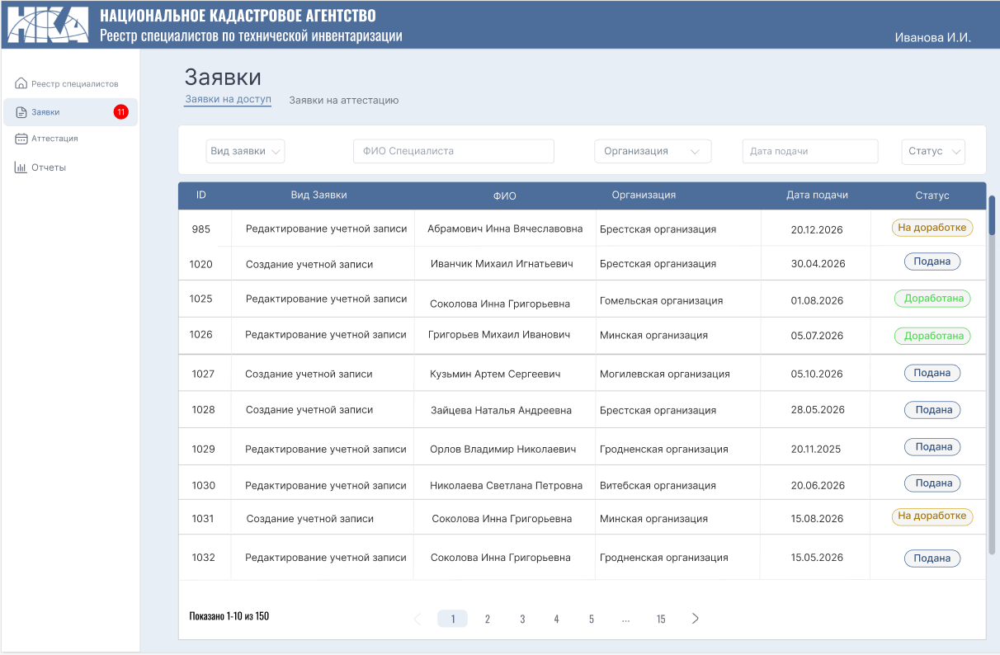 НКА
НАЦИОНАЛЬНОЕ КАДАСТРОВОЕ АГЕНТСТВО
Реестр специалистов по технической инвентаризации
Иванова И.И.
Реестр специалистов
Заявки 11
Аттестация
Отчеты
Заявки
Заявки на доступ Заявки на аттестацию
Вид заявки ФИО Специалиста Организация Дата подачи Статус
ID Вид Заявки ФИО Организация Дата подачи Статус
985 Редактирование учетной записи Абрамович Инна Вячеславовна Брестская организация 20.12.2026 На доработке
1020 Создание учетной записи Иванчик Михаил Игнатьевич Брестская организация 30.04.2026 Подана
1025 Редактирование учетной записи Соколова Инна Григорьевна Гомельская организация 01.08.2026 Доработана
1026 Редактирование учетной записи Григорьев Михаил Иванович Минская организация 05.07.2026 Доработана
1027 Создание учетной записи Кузьмин Артем Сергеевич Могилевская организация 05.10.2026 Подана
1028 Создание учетной записи Зайцева Наталья Андреевна Брестская организация 28.05.2026 Подана
1029 Редактирование учетной записи Орлов Владимир Николаевич Гродненская организация 20.11.2025 Подана
1030 Редактирование учетной записи Николаева Светлана Петровна Витебская организация 20.06.2026 Подана
1031 Создание учетной записи Соколова Инна Григорьевна Минская организация 15.08.2026 На доработке
1032 Редактирование учетной записи Соколова Инна Григорьевна Гродненская организация 15.05.2026 Подана
Показано 1-10 из 150 1 2 3 4 5 ... 15